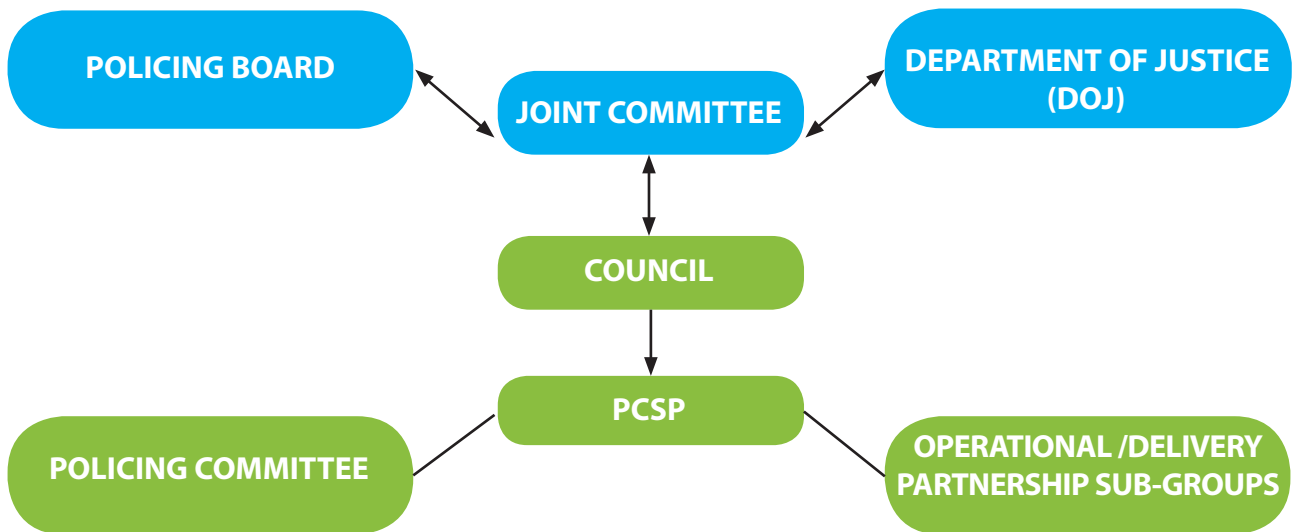 POLICING BOARD
DEPARTMENT OF JUSTICE
(DOJ)
JOINT COMMITTEE
COUNCIL
PCSP
POLICING COMMITTEE
OPERATIONAL /DELIVERY
PARTNERSHIP SUB-GROUPS